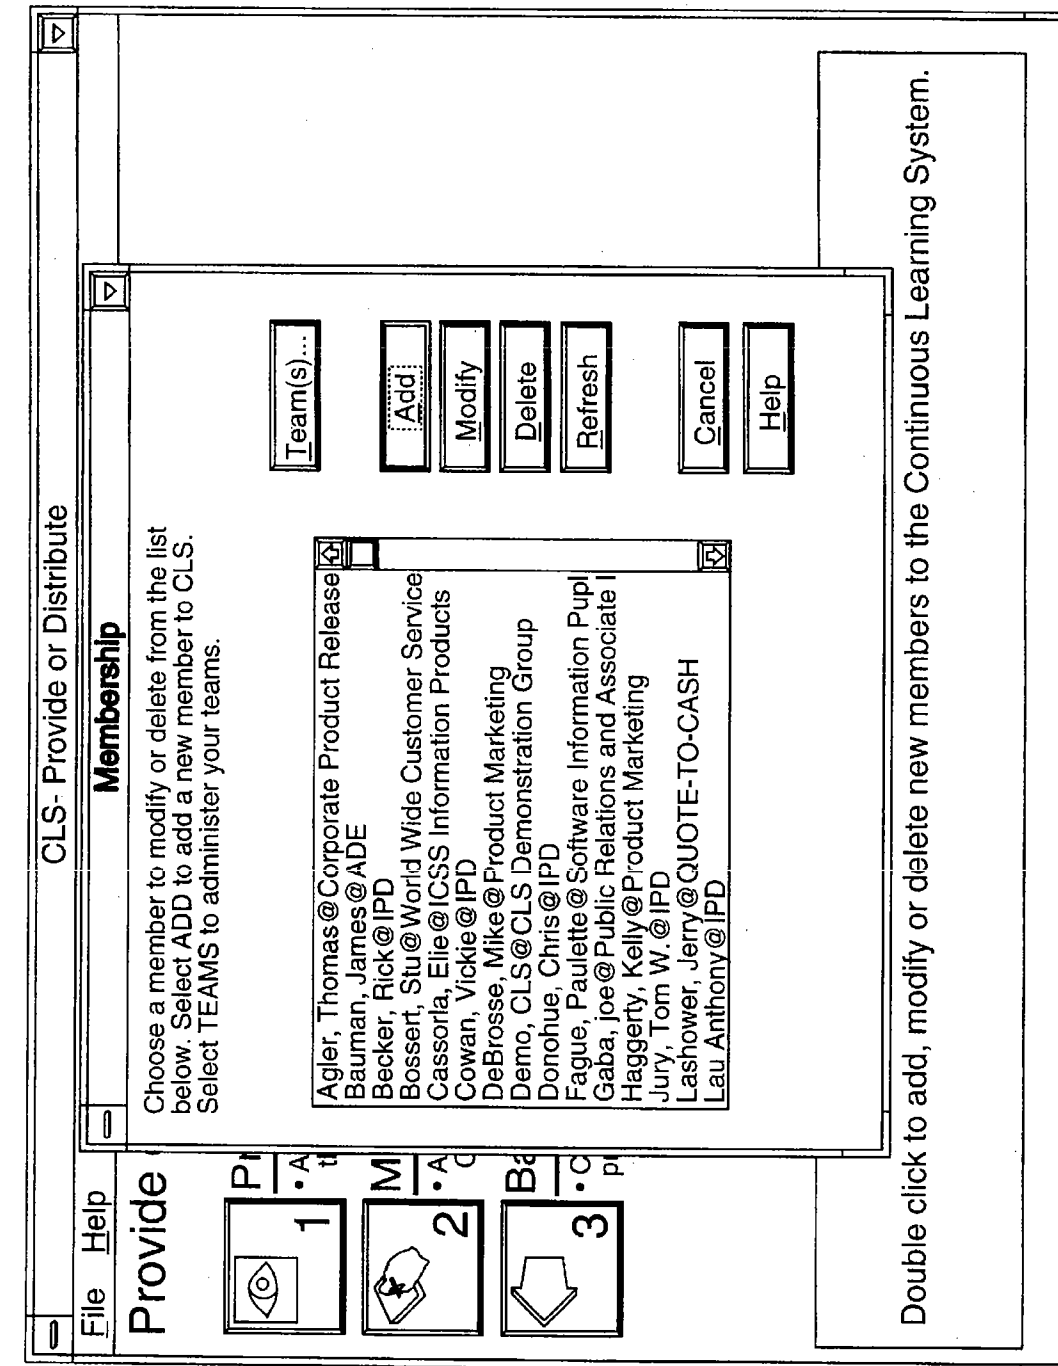 CLS- Provide or Distribute
File Help
Provide
Pr
• A
t
1
M
• A
C
2
Ba
• C
p
3
Membership
Choose a member to modify or delete from the list
below. Select ADD to add a new member to CLS.
Select TEAMS to administer your teams.
Agler, Thomas@Corporate Product Release
Bauman, James@ADE
Becker, Rick@IPD
Bossert, Stu@World Wide Customer Service
Cassorla, Elie@ICSS Information Products
Cowan, Vickie@IPD
DeBrosse, Mike@Product Marketing
Demo, CLS@CLS Demonstration Group
Donohue, Chris@IPD
Fague, Paulette@Software Information Pupl
Gaba, joe@Public Relations and Associate I
Haggerty, Kelly@Product Marketing
Jury, Tom W.@IPD
Lashower, Jerry@QUOTE-TO-CASH
Lau Anthony@IPD
Team(s)...
Add
Modify
Delete
Refresh
Cancel
Help
Double click to add, modify or delete new members to the Continuous Learning System.